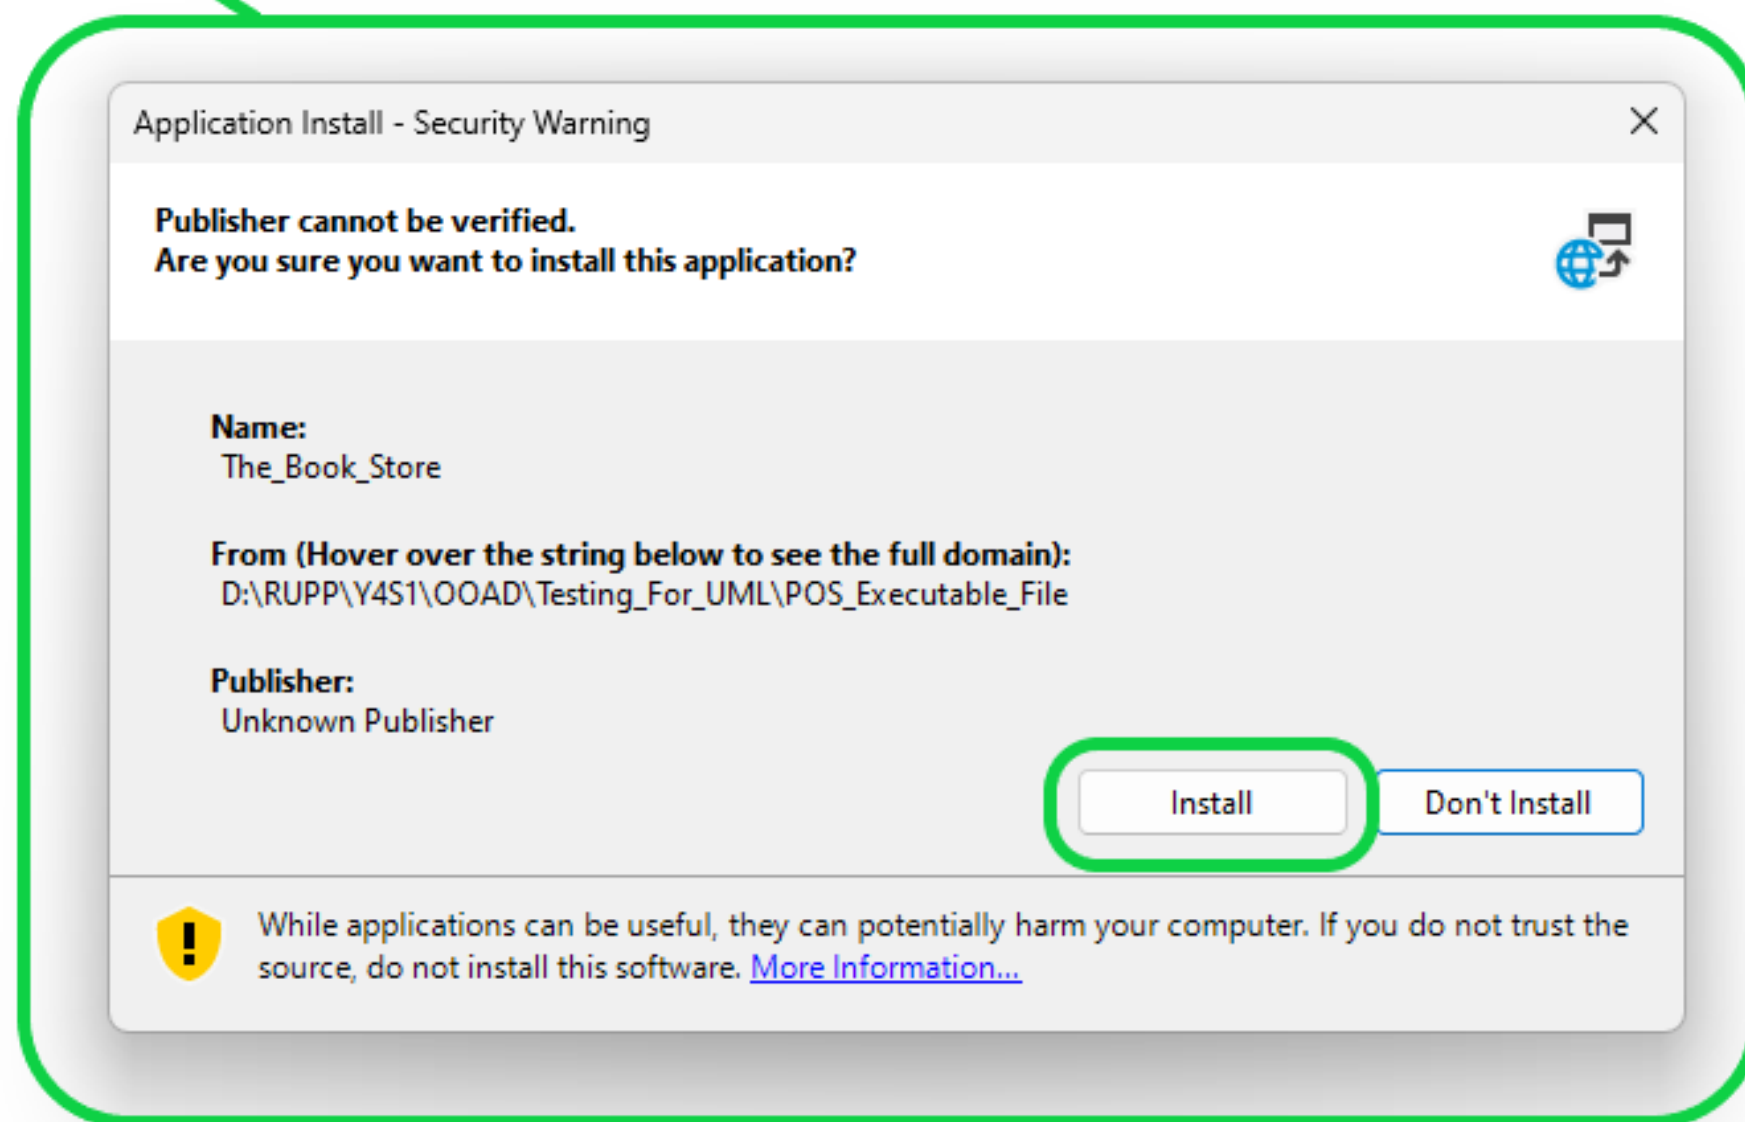 Application Install - Security Warning
Publisher cannot be verified.
Are you sure you want to install this application?
Name:
The_Book_Store
From (Hover over the string below to see the full domain):
D:\RUPP\Y4S1\OOAD\Testing_For_UML\POS_Executable_File
Publisher:
Unknown Publisher
Install
Don't Install
While applications can be useful, they can potentially harm your computer. If you do not trust the
source, do not install this software. More Information...